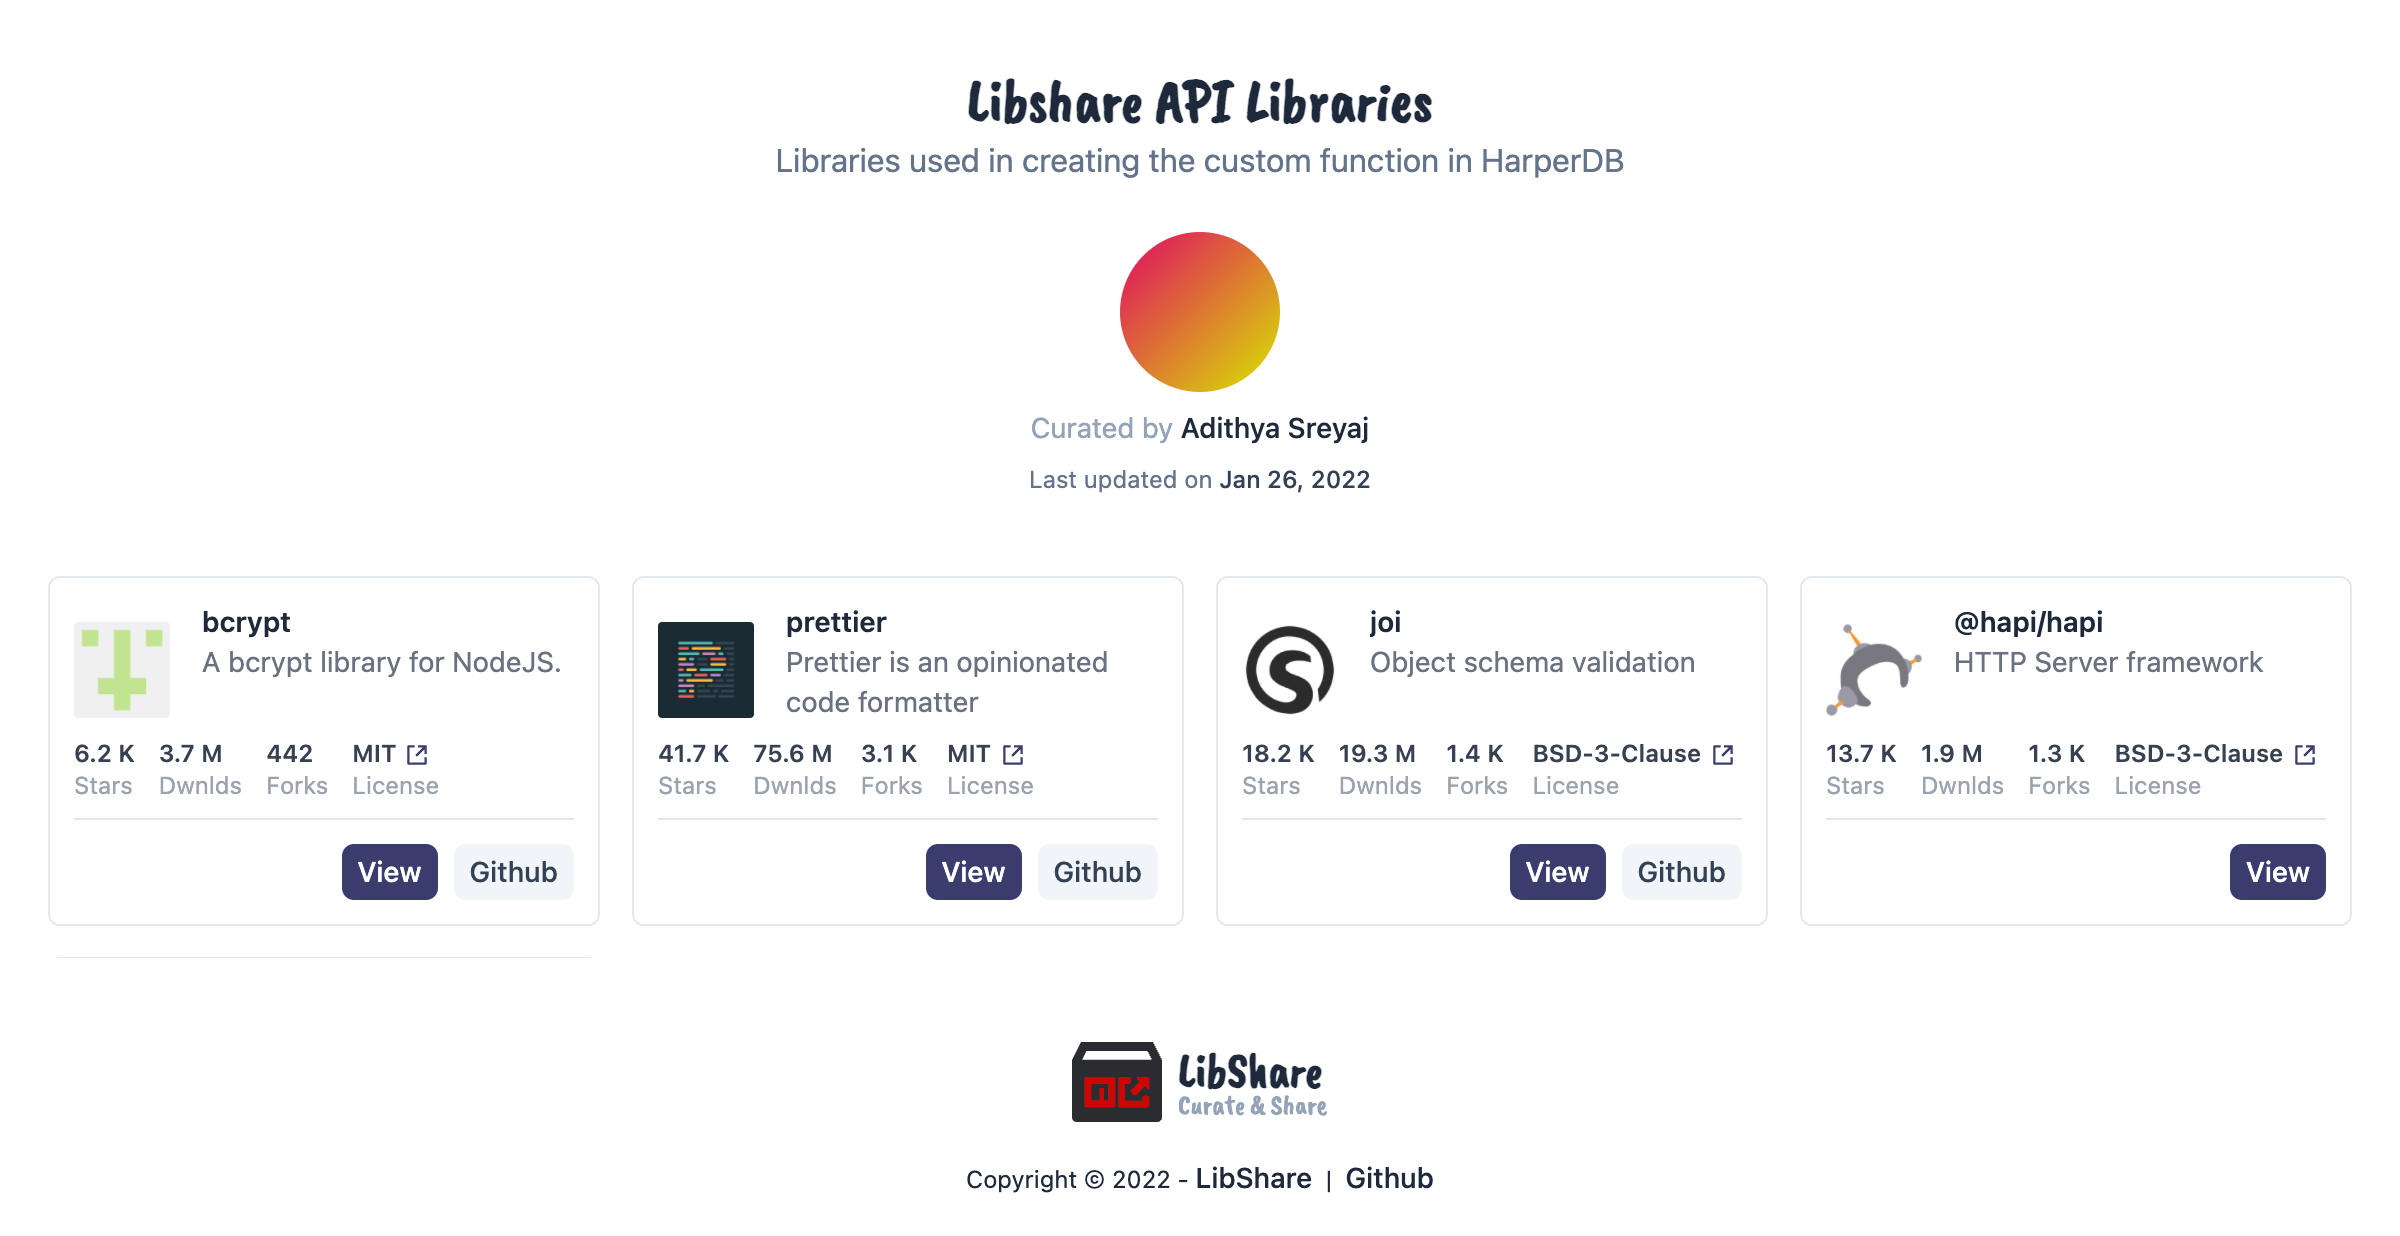 Libshare API Libraries
Libraries used in creating the custom function in HarperDB
Curated by Adithya Sreyaj
Last updated on Jan 26, 2022
bcrypt
A bcrypt library for NodeJS.
6.2 K 3.7 M 442 MIT
Stars Dwnlds Forks License
View Github
prettier
Prettier is an opinionated
code formatter
41.7 K 75.6 M 3.1 K MIT
Stars Dwnlds Forks License
View Github
joi
Object schema validation
18.2 K 19.3 M 1.4 K BSD-3-Clause
Stars Dwnlds Forks License
View Github
@hapi/hapi
HTTP Server framework
13.7 K 1.9 M 1.3 K BSD-3-Clause
Stars Dwnlds Forks License
View
LibShare
Curate & Share
Copyright © 2022 - LibShare | Github